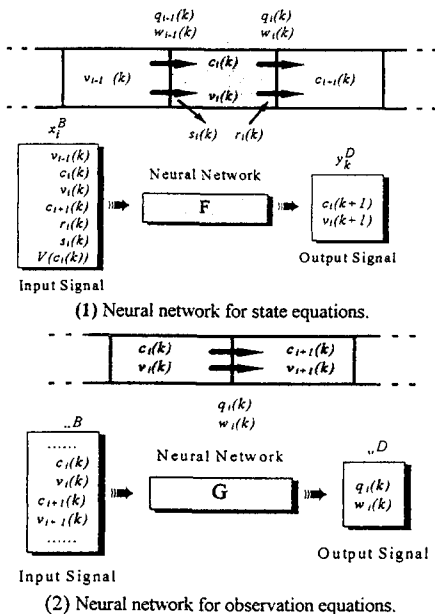 q_{i-1}(k) q_i(k)
w_{i-1}(k) w_i(k)
v_{i-1}(k) c_i(k) c_{i+1}(k)
v_i(k)
s_i(k) r_i(k)
x_i^B
y_k^D
v_{i-1}(k)
c_i(k)
v_i(k)
c_{i+1}(k)
r_i(k)
s_i(k)
V(c_i(k))
Neural Network
F
c_i(k+1)
v_i(k+1)
Input Signal
Output Signal
(1) Neural network for state equations.
c_i(k) c_{i+1}(k)
v_i(k) v_{i+1}(k)
q_i(k)
w_i(k)
..B
,,D
......
c_i(k)
v_i(k)
c_{i+1}(k)
v_{i+1}(k)
......
Neural Network
G
q_i(k)
w_i(k)
Input Signal
Output Signal
(2) Neural network for observation equations.